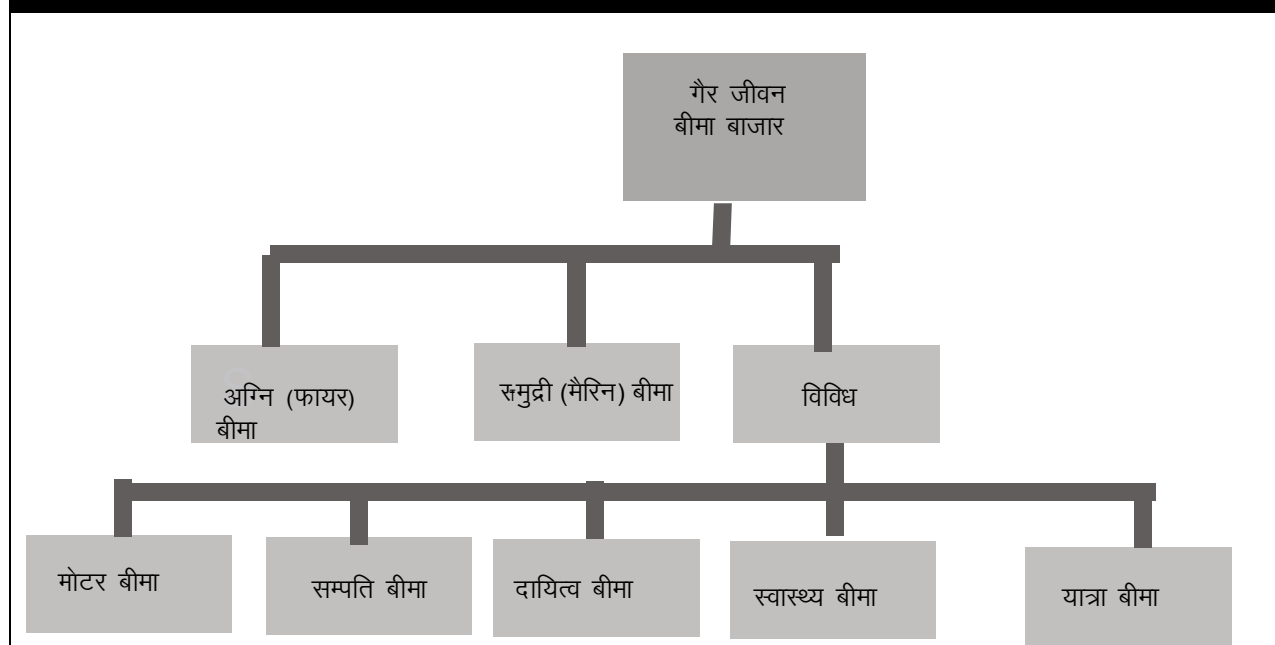 गैर जीवन
बीमा बाजार
अग्नि (फायर)
बीमा
समुद्री (मैरिन) बीमा
विविध
मोटर बीमा
सम्पति बीमा
दायित्व बीमा
स्वास्थ्य बीमा
यात्रा बीमा